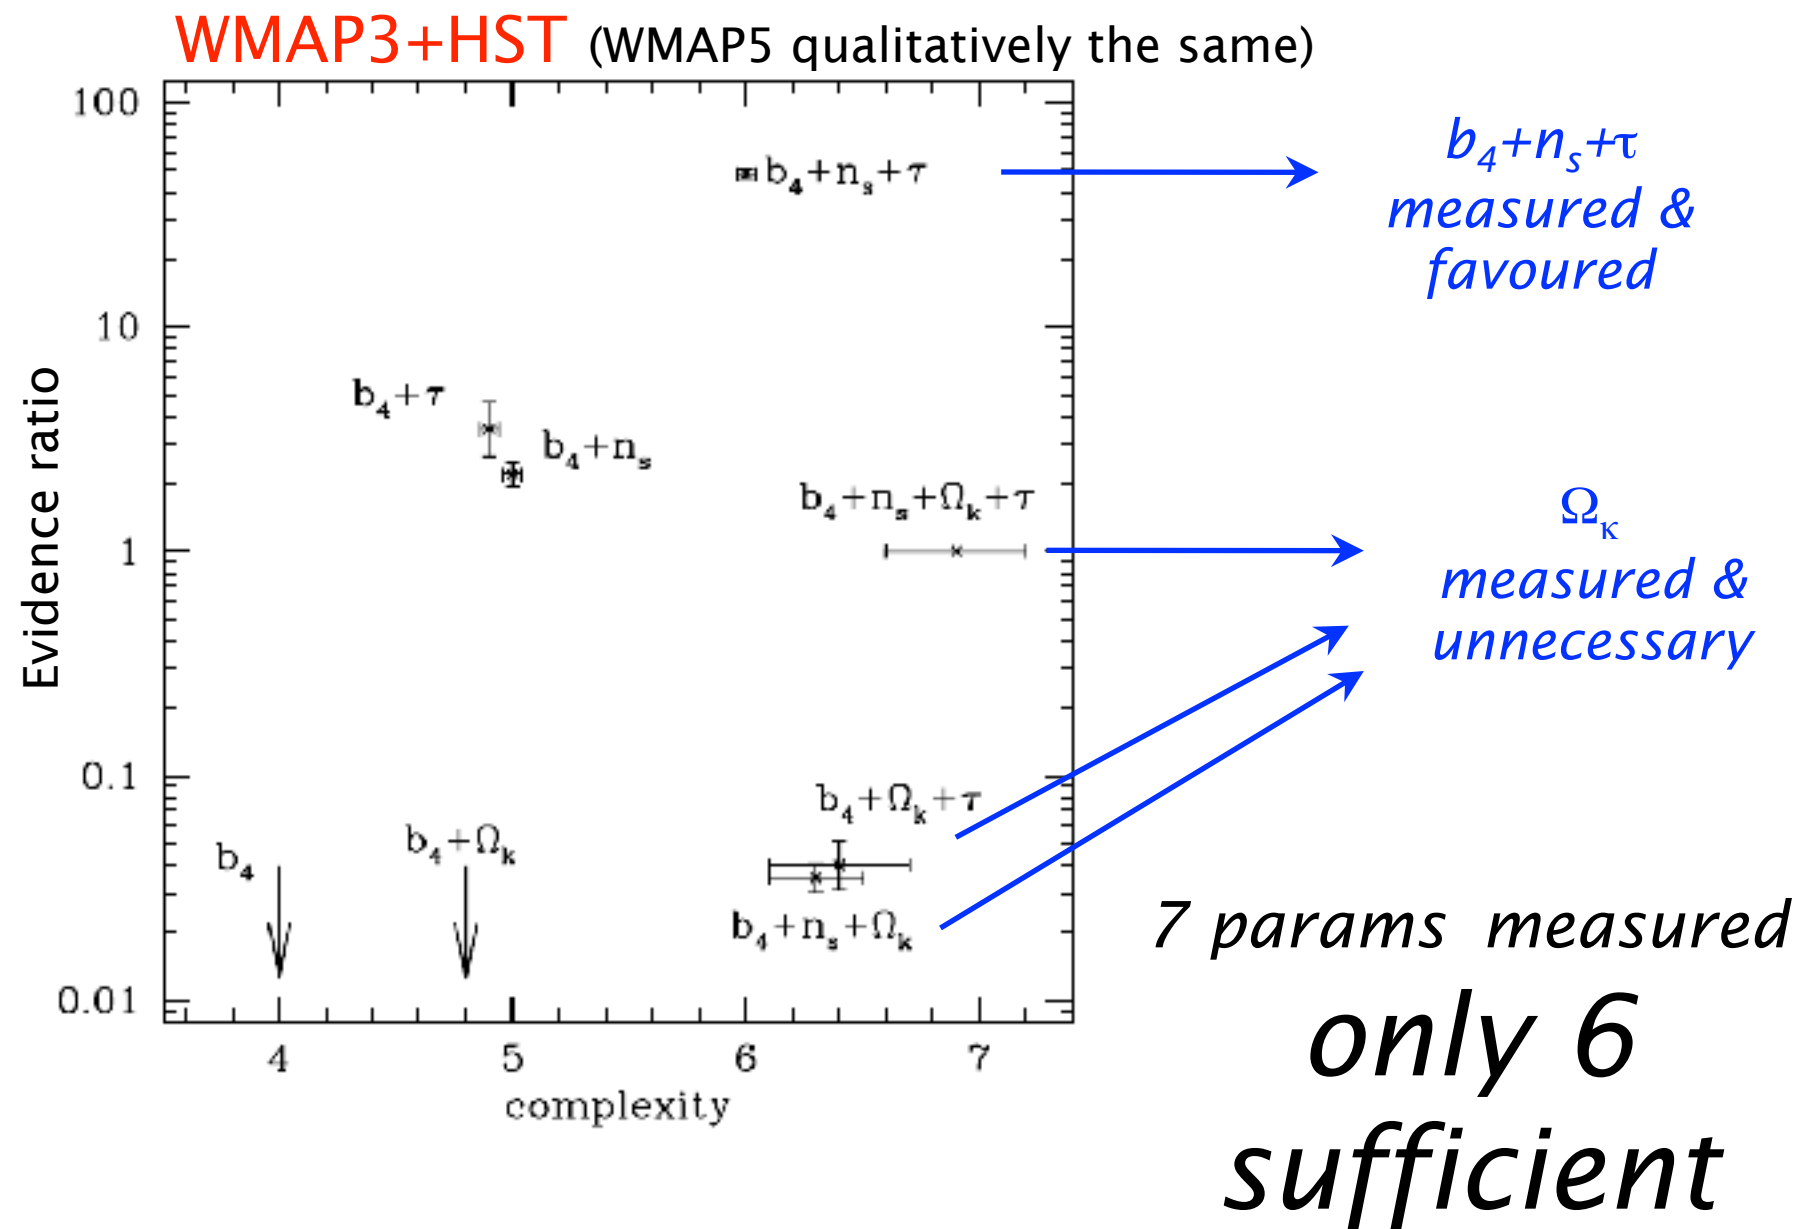 WMAP3+HST (WMAP5 qualitatively the same)
100
10
1
0.1
0.01
Evidence ratio
b₄+nₛ+τ
b₄+τ
b₄+nₛ
b₄+nₛ+Ωₖ+τ
b₄+Ωₖ+τ
b₄
b₄+Ωₖ
b₄+nₛ+Ωₖ
4 5 6 7
complexity
b₄+nₛ+τ
measured &
favoured
Ω_κ
measured &
unnecessary
7 params measured
only 6
sufficient